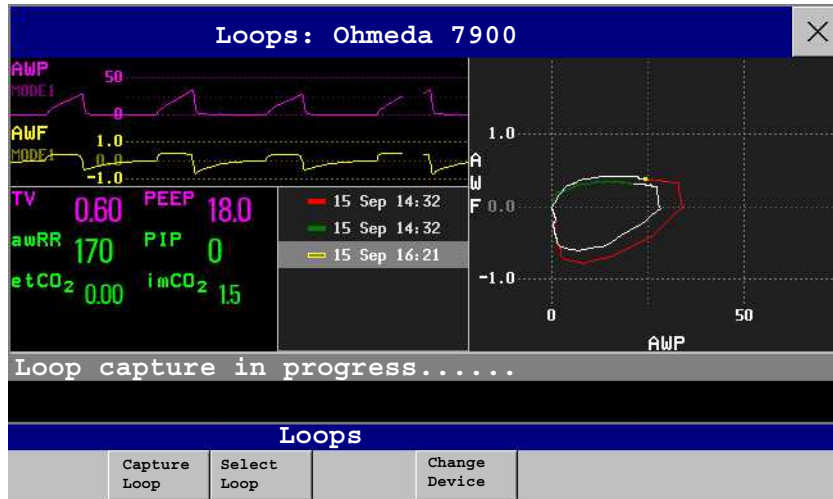 Loops: Ohmeda 7900
AWP
50
MODE1
0
AWF
1.0
MODE1
0.0
-1.0
TV 0.60 PEEP 18.0
awRR 170 PIP 0
etCO2 0.00 imCO2 1.5
15 Sep 14:32
15 Sep 14:32
15 Sep 16:21
1.0
AWF
0.0
-1.0
0 50
AWP
Loop capture in progress......
Loops
Capture Loop
Select Loop
Change Device